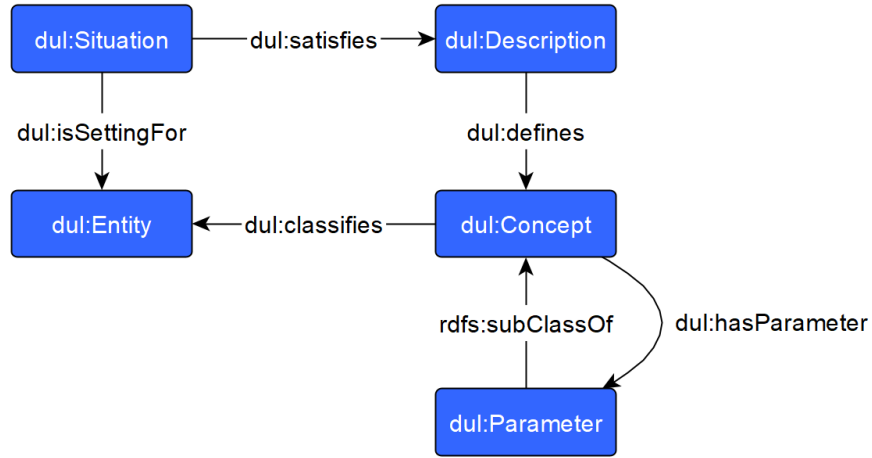 dul:Situation
dul:satisfies
dul:Description
dul:isSettingFor
dul:defines
dul:Entity
dul:classifies
dul:Concept
rdfs:subClassOf
dul:hasParameter
dul:Parameter